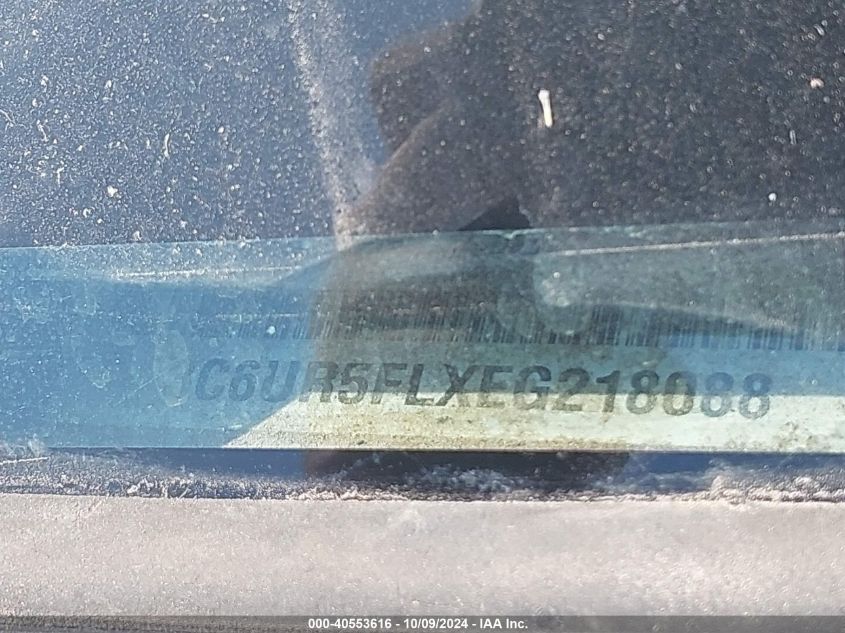 C6UR5FLXEG218088
000-40553616 - 10/09/2024 - IAA Inc.